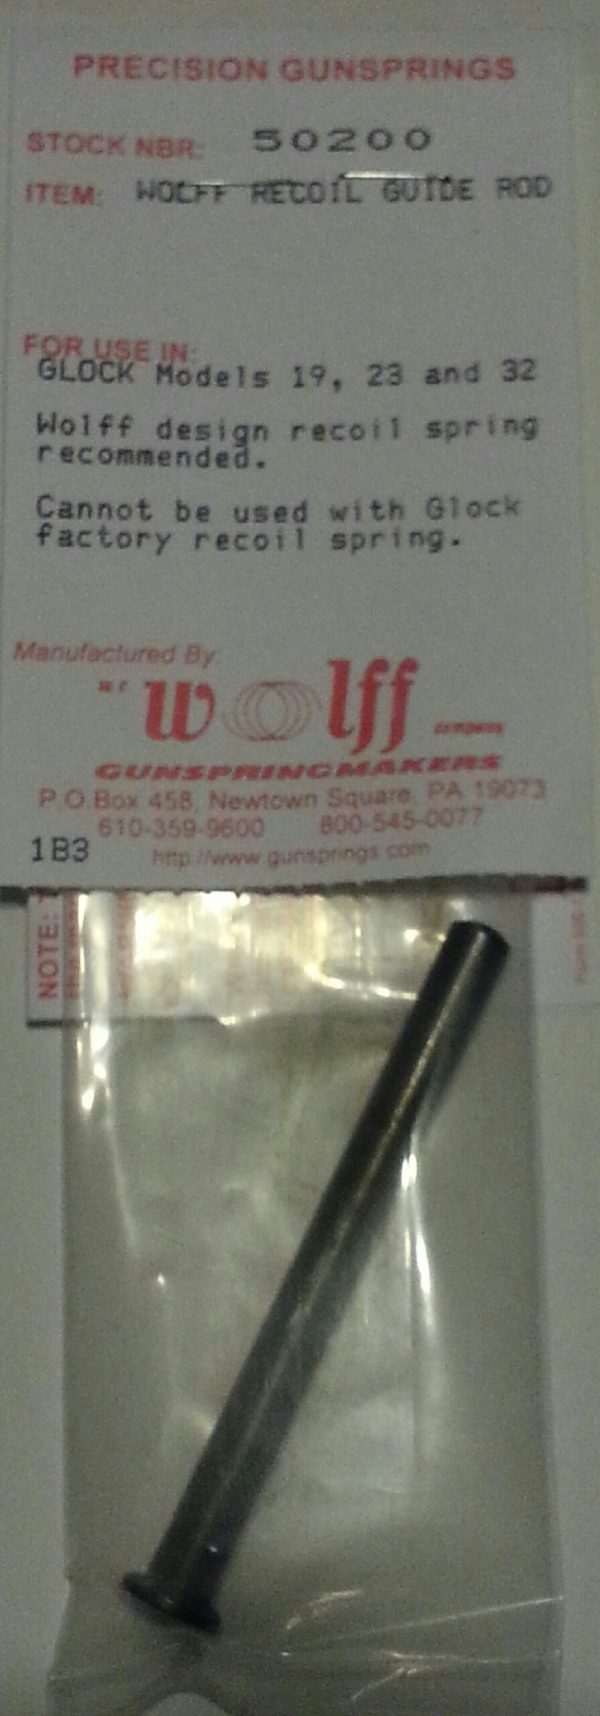 PRECISION GUNSPRINGS
STOCK NBR: 50200
ITEM: WOLFF RECOIL GUIDE ROD
FOR USE IN:
GLOCK Models 19, 23 and 32
Wolff design recoil spring
recommended.
Cannot be used with Glock
factory recoil spring.
Manufactured By
W C Wolff company
GUNSPRINGMAKERS
P.O. Box 458, Newtown Square, PA 19073
610-359-9600 800-545-0077
1B3 http://www.gunsprings.com
NOTE: